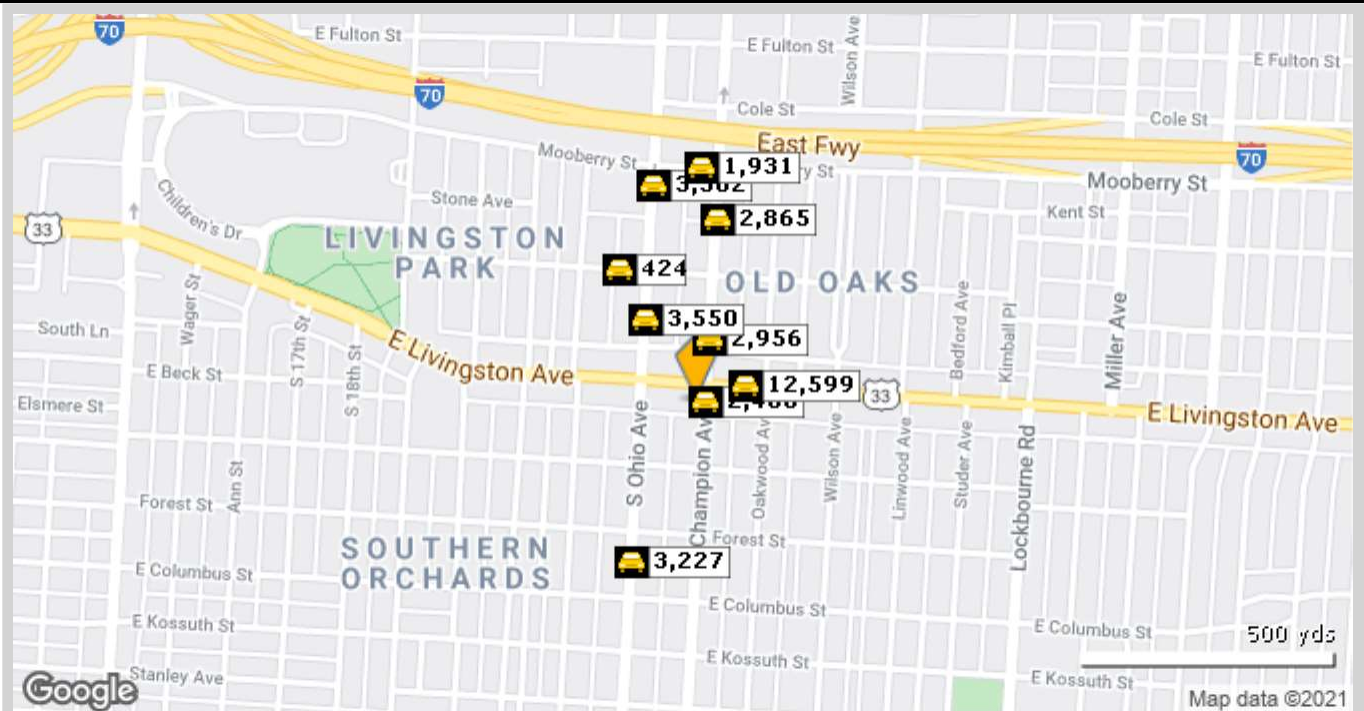 70
E Fulton St
Wilson Ave
E Fulton St
E Fulton St
70
Cole St
Cole St
East Fwy
Mooberry St
1,931
y St
70
Mooberry St
Children's Dr
Stone Ave
2,865
Kent St
33
LIVINGSTON
PARK
424
OLD OAKS
Wager St
South Ln
S 17th St
3,550
2,956
Bedford Ave
Kimball Pl
Miller Ave
E Livingston Ave
E Beck St
S 18th St
12,599
33
Elsmere St
E Livingston Ave
S Ohio Ave
Champion Av
Oakwood Av
Wilson Ave
Linwood Ave
Studer Ave
Lockbourne Rd
Ann St
Forest St
Forest St
SOUTHERN
ORCHARDS
3,227
E Columbus St
E Columbus St
E Kossuth St
E Columbus St
500 yds
E Kossuth St
Stanley Ave
E Kossuth St
Google
Map data ©2021